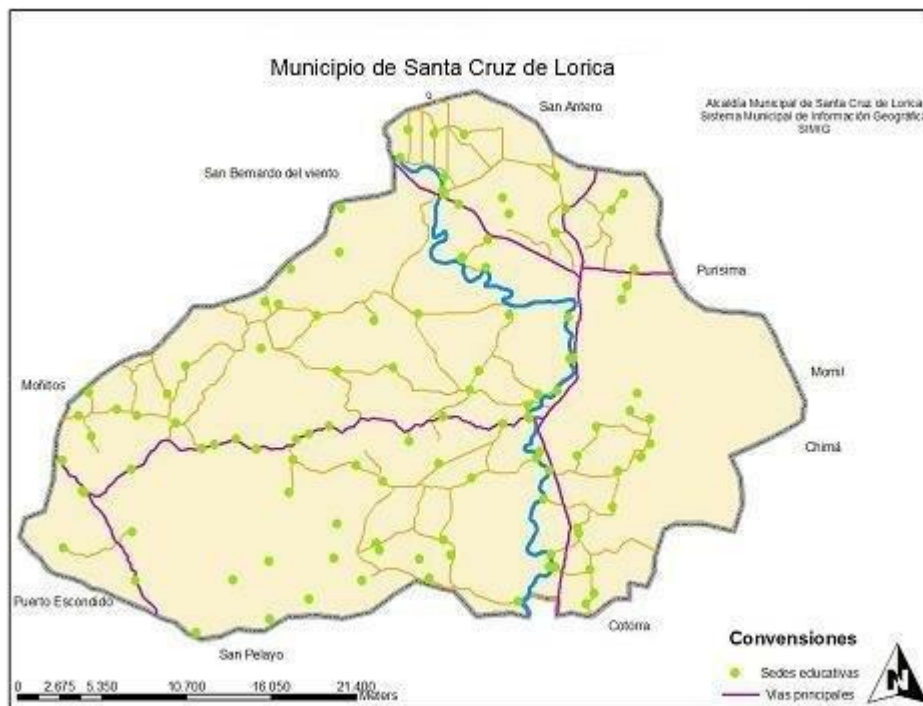 Municipio de Santa Cruz de Lorica
San Antero
Alcaldía Municipal de Santa Cruz de Lorica
Sistema Municipal de Información Geográfica
SIMIG
San Bernardo del viento
Purisima
Moñitos
Momil
Chimá
Puerto Escondido
Cotorra
San Pelayo
Convensiones
Sedes educativas
Vias principales
0 2.675 5.350 10.700 16.050 21.400
Meters
N